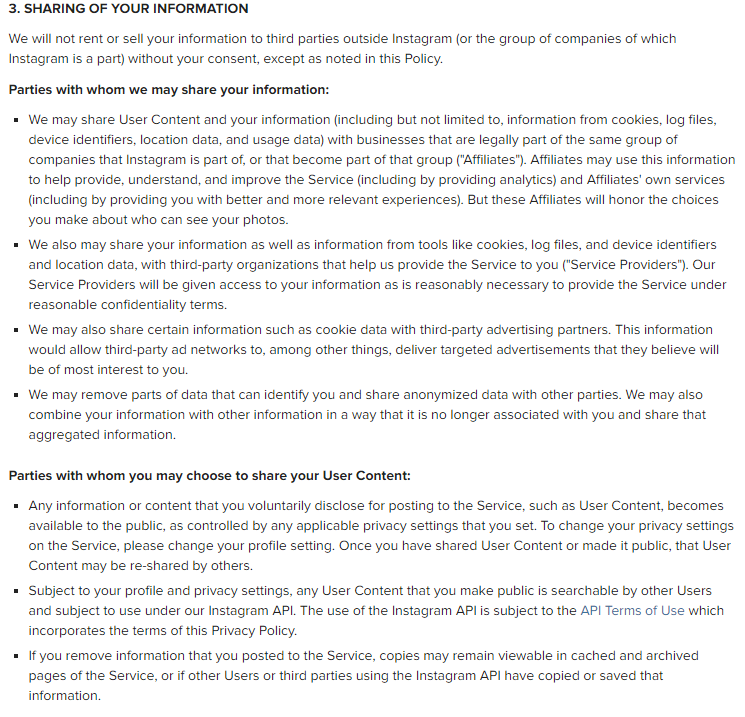 3. SHARING OF YOUR INFORMATION
We will not rent or sell your information to third parties outside Instagram (or the group of companies of which
Instagram is a part) without your consent, except as noted in this Policy.
Parties with whom we may share your information:
▪ We may share User Content and your information (including but not limited to, information from cookies, log files,
device identifiers, location data, and usage data) with businesses that are legally part of the same group of
companies that Instagram is part of, or that become part of that group ("Affiliates"). Affiliates may use this information
to help provide, understand, and improve the Service (including by providing analytics) and Affiliates' own services
(including by providing you with better and more relevant experiences). But these Affiliates will honor the choices
you make about who can see your photos.
▪ We also may share your information as well as information from tools like cookies, log files, and device identifiers
and location data, with third-party organizations that help us provide the Service to you ("Service Providers"). Our
Service Providers will be given access to your information as is reasonably necessary to provide the Service under
reasonable confidentiality terms.
▪ We may also share certain information such as cookie data with third-party advertising partners. This information
would allow third-party ad networks to, among other things, deliver targeted advertisements that they believe will
be of most interest to you.
▪ We may remove parts of data that can identify you and share anonymized data with other parties. We may also
combine your information with other information in a way that it is no longer associated with you and share that
aggregated information.
Parties with whom you may choose to share your User Content:
▪ Any information or content that you voluntarily disclose for posting to the Service, such as User Content, becomes
available to the public, as controlled by any applicable privacy settings that you set. To change your privacy settings
on the Service, please change your profile setting. Once you have shared User Content or made it public, that User
Content may be re-shared by others.
▪ Subject to your profile and privacy settings, any User Content that you make public is searchable by other Users
and subject to use under our Instagram API. The use of the Instagram API is subject to the API Terms of Use which
incorporates the terms of this Privacy Policy.
▪ If you remove information that you posted to the Service, copies may remain viewable in cached and archived
pages of the Service, or if other Users or third parties using the Instagram API have copied or saved that
information.